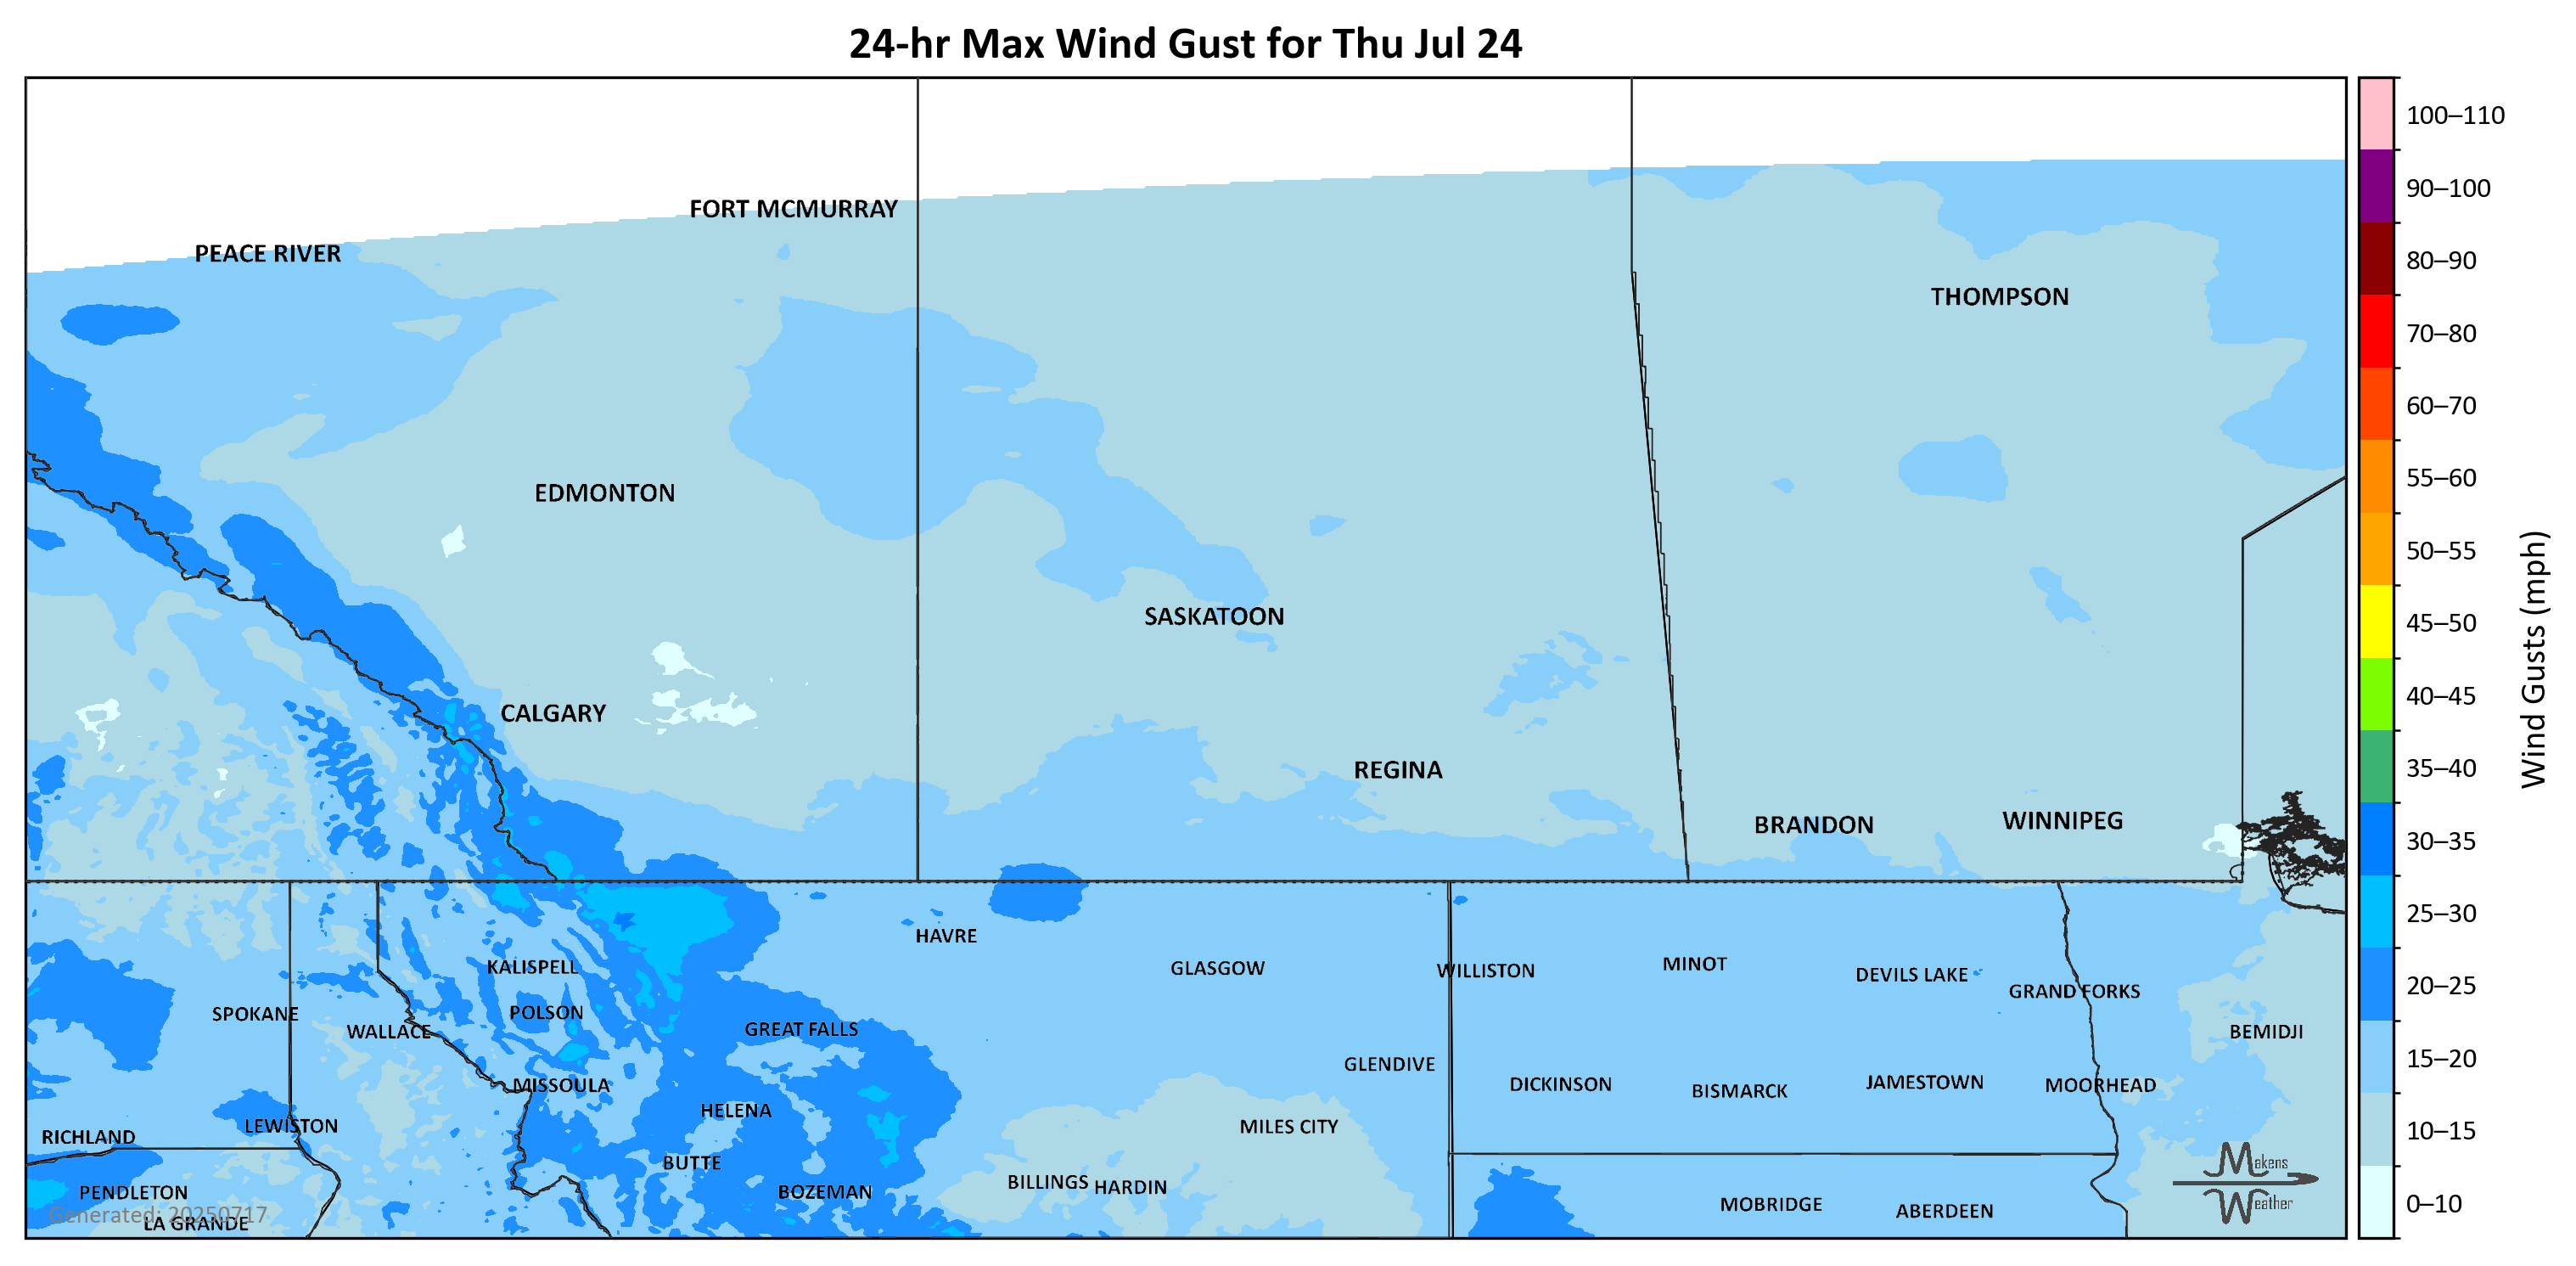 24-hr Max Wind Gust for Thu Jul 24
100–110
90–100
80–90
70–80
60–70
55–60
50–55
45–50
40–45
35–40
30–35
25–30
20–25
15–20
10–15
0–10
Wind Gusts (mph)
FORT MCMURRAY
PEACE RIVER
THOMPSON
EDMONTON
SASKATOON
CALGARY
REGINA
BRANDON
WINNIPEG
HAVRE
KALISPELL
GLASGOW
WILLISTON
MINOT
DEVILS LAKE
GRAND FORKS
SPOKANE
POLSON
WALLACE
GREAT FALLS
BEMIDJI
GLENDIVE
MISSOULA
DICKINSON
BISMARCK
JAMESTOWN
MOORHEAD
HELENA
LEWISTON
MILES CITY
RICHLAND
BUTTE
BILLINGS
HARDIN
PENDLETON
BOZEMAN
MOBRIDGE
ABERDEEN
LA GRANDE
Generated: 20250717
Makens
Weather